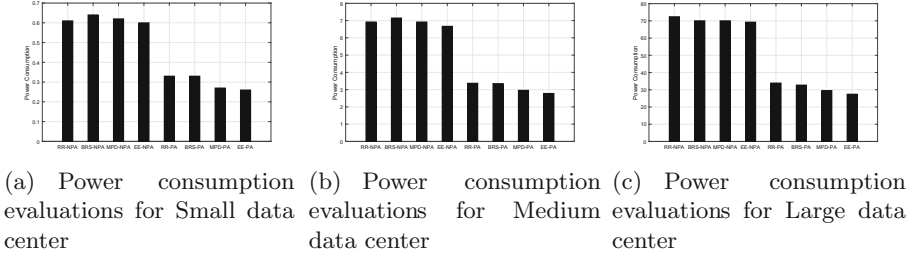 0.7
0.6
0.5
0.4
0.3
0.2
0.1
0
Power Consumption
RR-NPA BRS-NPA MPD-NPA EE-NPA RR-PA BRS-PA MPD-PA EE-PA
8
7
6
5
4
3
2
1
0
Power Consumption
RR-NPA BRS-NPA MPD-NPA EE-NPA RR-PA BRS-PA MPD-PA EE-PA
80
70
60
50
40
30
20
10
0
Power Consumption
RR-NPA BRS-NPA MPD-NPA EE-NPA RR-PA BRS-PA MPD-PA EE-PA
(a) Power consumption
evaluations for Small data
center
(b) Power consumption
evaluations for Medium
data center
(c) Power consumption
evaluations for Large data
center